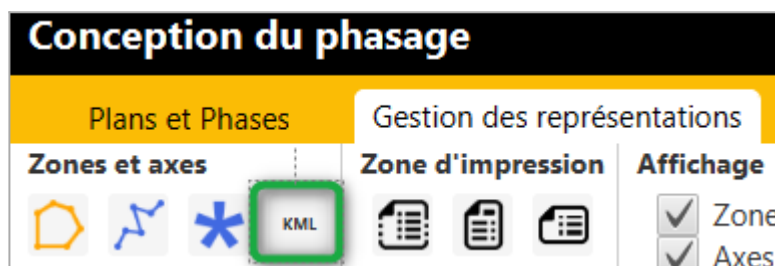 Conception du phasage
Plans et Phases Gestion des représentations
Zones et axes Zone d'impression Affichage
KML Zone
Axes